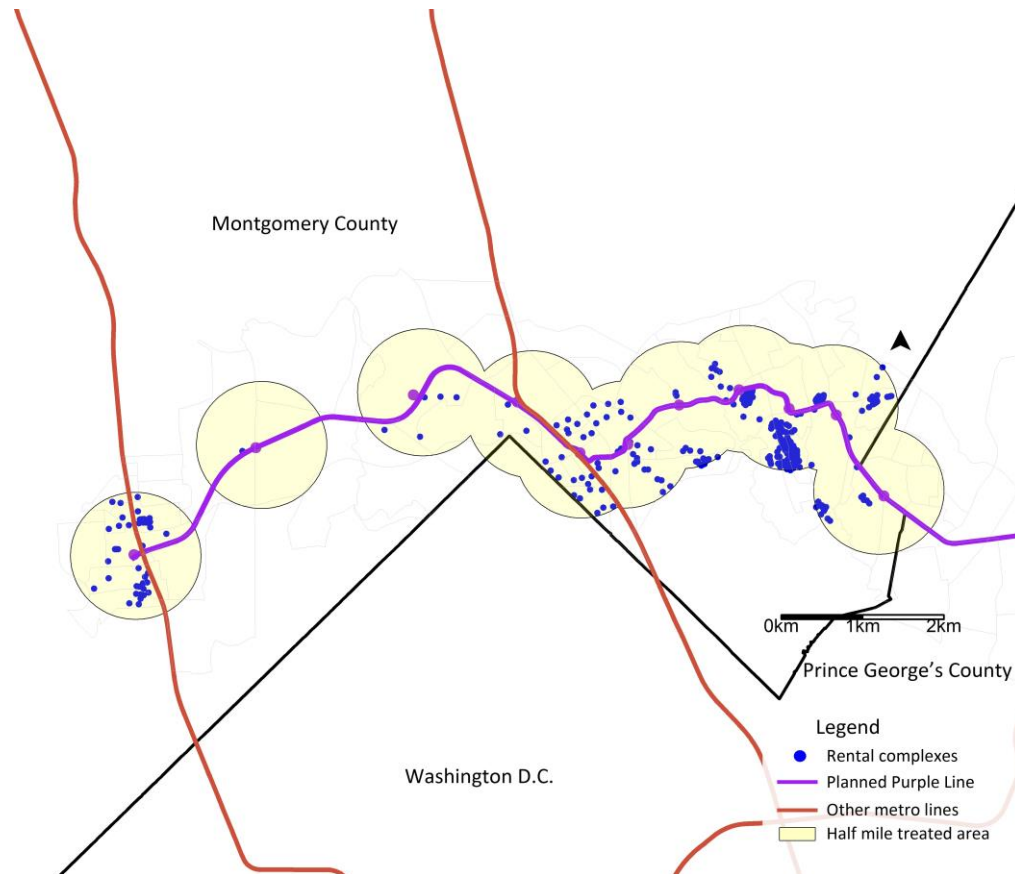 Montgomery County
0km 1km 2km
Prince George's County
Legend
Washington D.C.
Rental complexes
Planned Purple Line
Other metro lines
Half mile treated area